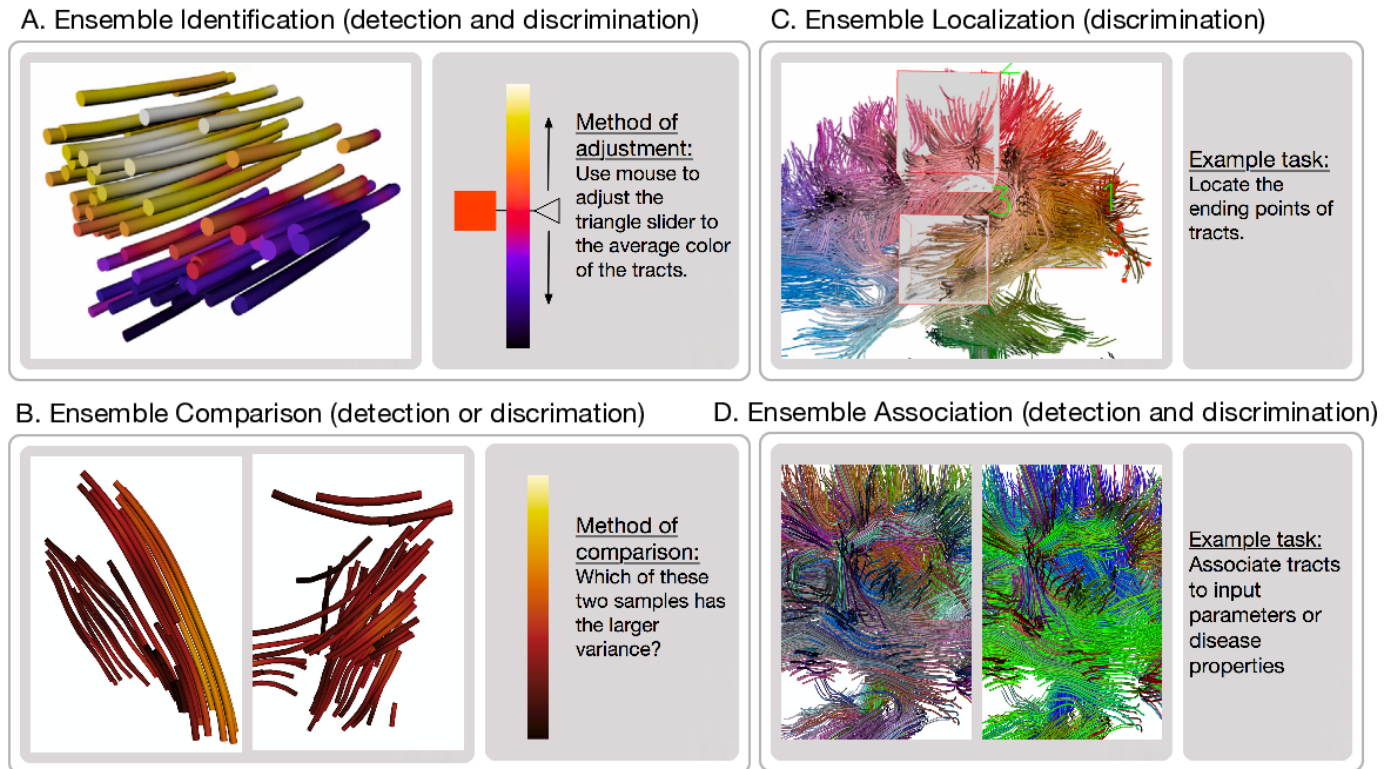 A. Ensemble Identification (detection and discrimination)
Method of
adjustment:
Use mouse to
adjust the
triangle slider to
the average color
of the tracts.
C. Ensemble Localization (discrimination)
3
1
Example task:
Locate the
ending points of
tracts.
B. Ensemble Comparison (detection or discrimation)
Method of
comparison:
Which of these
two samples has
the larger
variance?
D. Ensemble Association (detection and discrimination)
Example task:
Associate tracts
to input
parameters or
disease
properties